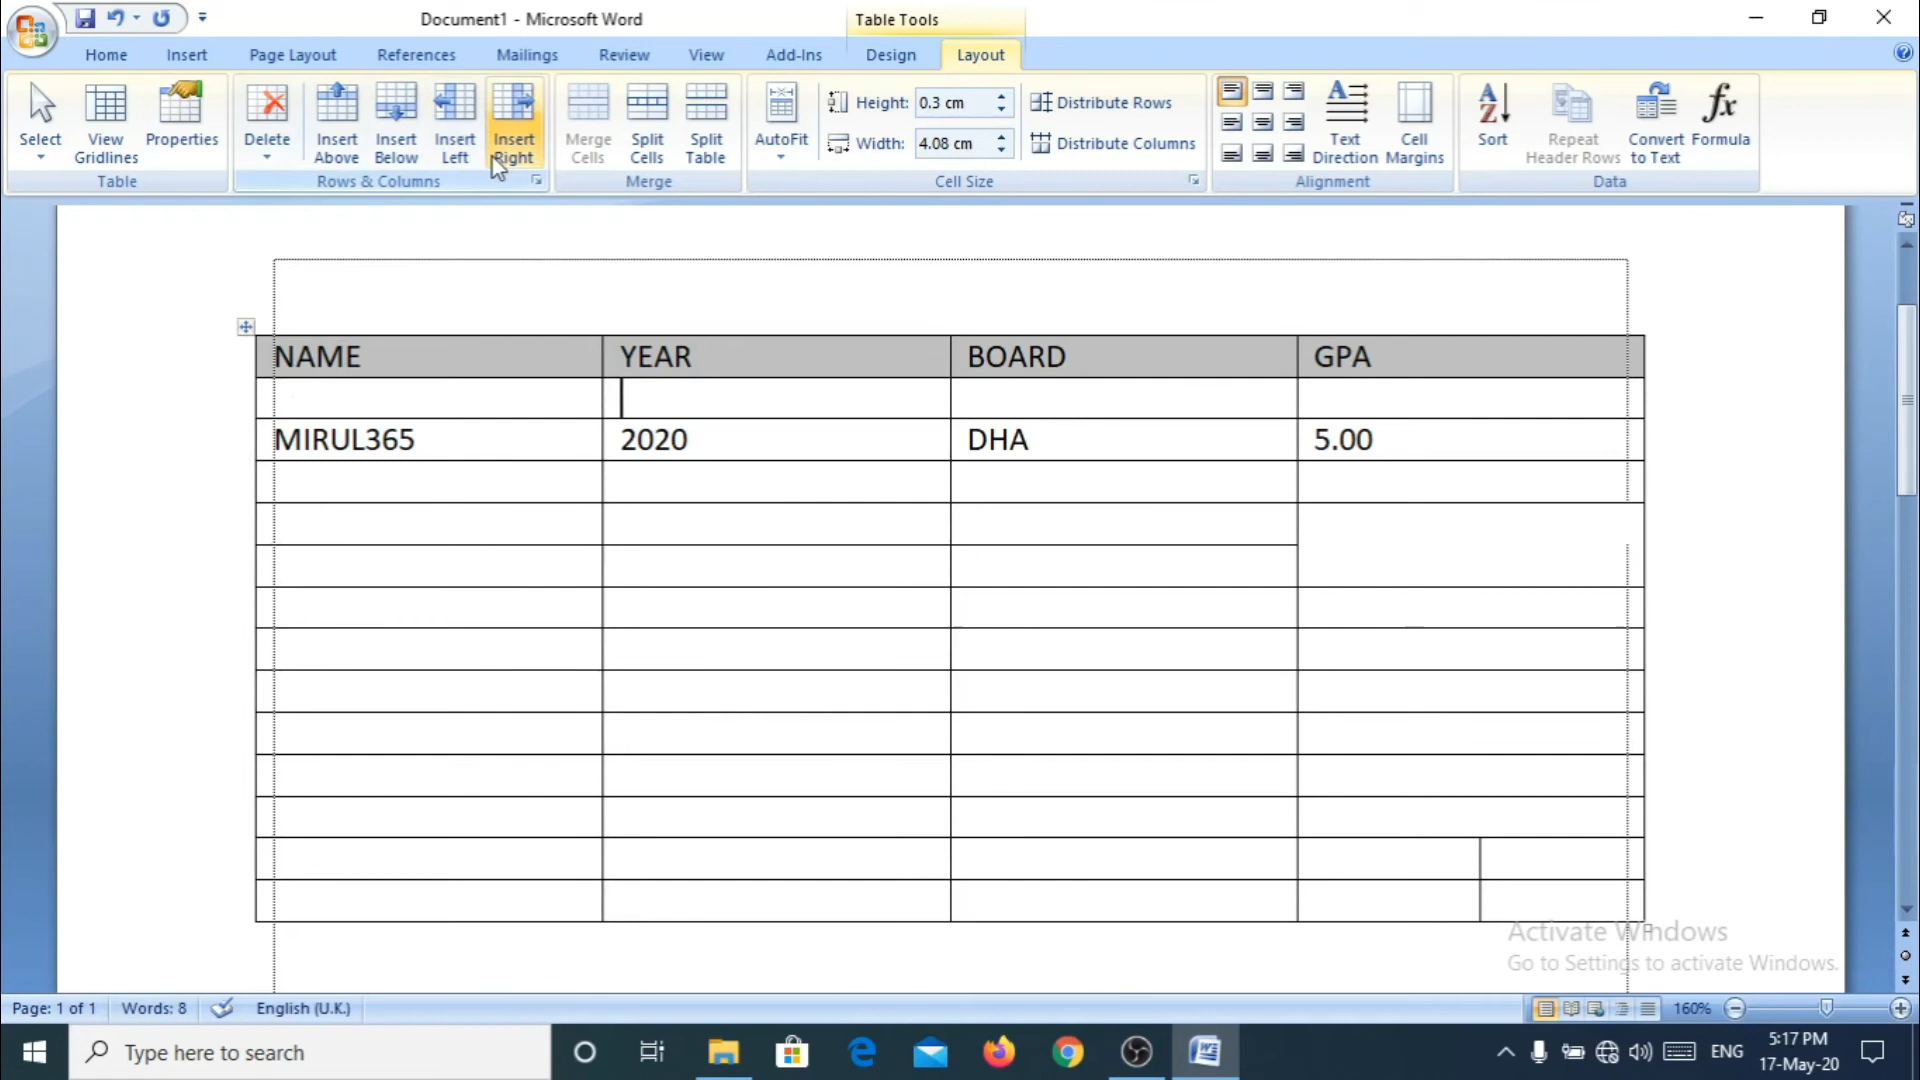 Document1 - Microsoft Word
Table Tools
Home
Insert
Page Layout
References
Mailings
Review
View
Add-Ins
Design
Layout
Select
View
Gridlines
Properties
Table
Delete
Insert
Above
Insert
Below
Insert
Left
Insert
Right
Rows & Columns
Merge
Cells
Split
Cells
Split
Table
Merge
AutoFit
Height: 0.3 cm
Width: 4.08 cm
Distribute Rows
Distribute Columns
Cell Size
Text
Direction
Cell
Margins
Alignment
Sort
Repeat
Header Rows
Convert
to Text
Formula
Data
NAME YEAR BOARD GPA
MIRUL365 2020 DHA 5.00
Activate Windows
Go to Settings to activate Windows.
Page: 1 of 1
Words: 8
English (U.K.)
160%
Type here to search
ENG
5:17 PM
17-May-20